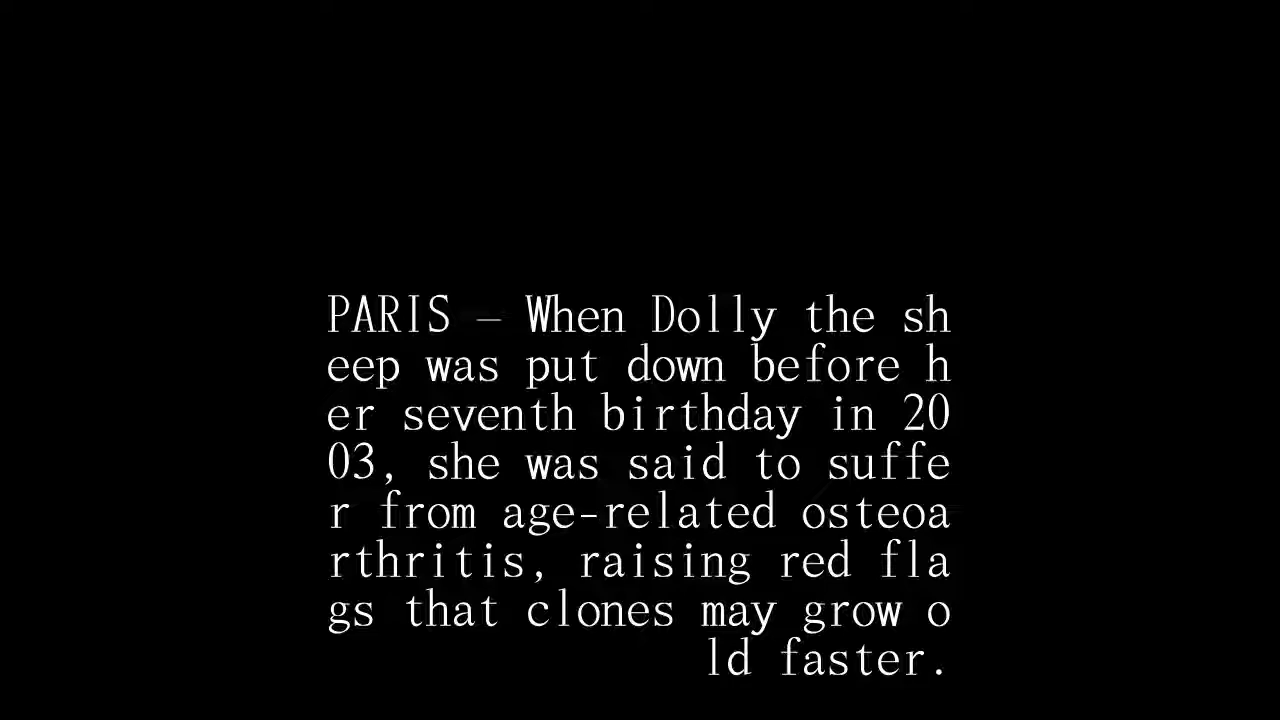 PARIS – When Dolly the sh
eep was put down before h
er seventh birthday in 20
03, she was said to suffe
r from age-related osteoa
rthritis, raising red fla
gs that clones may grow o
ld faster.